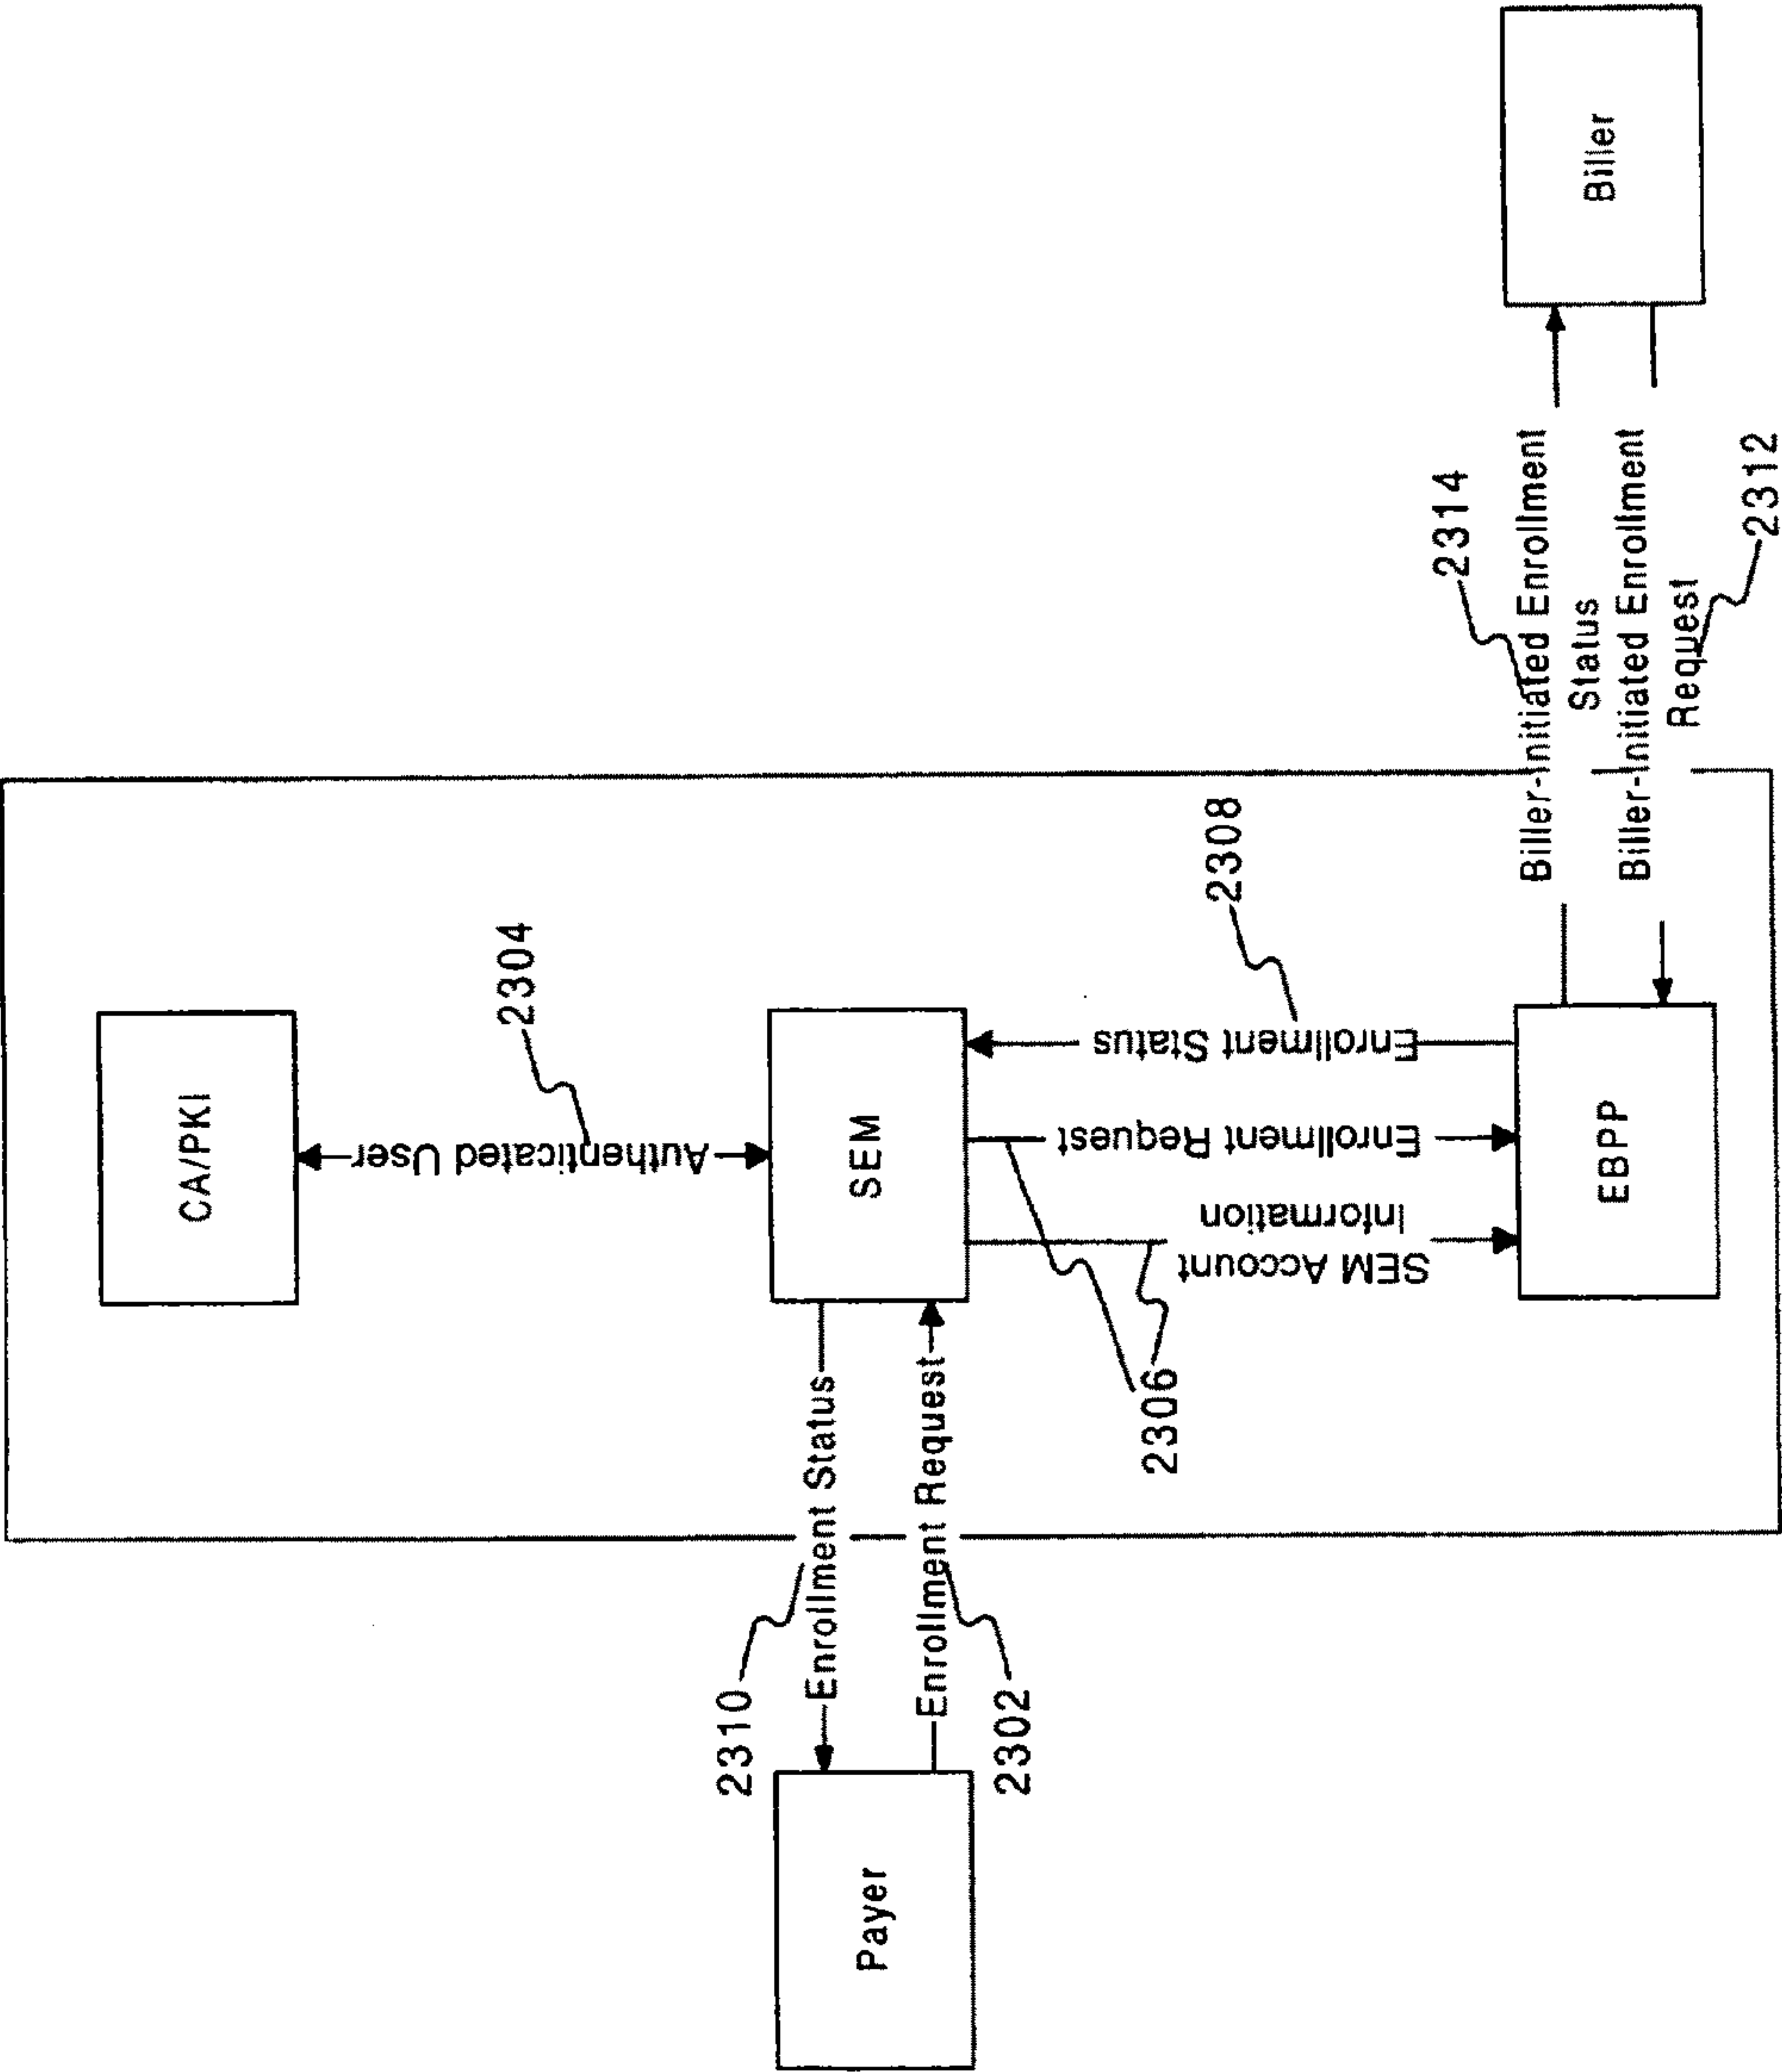 CA/PKI
2304
Authenticated User
SEM
2310
Enrollment Status
Enrollment Request
2302
Payer
2306
SEM Account
Information
Enrollment Request
Enrollment Status
2308
EBPP
2314
Biller-Initiated Enrollment
Status
Biller-Initiated Enrollment
Request
2312
Biller